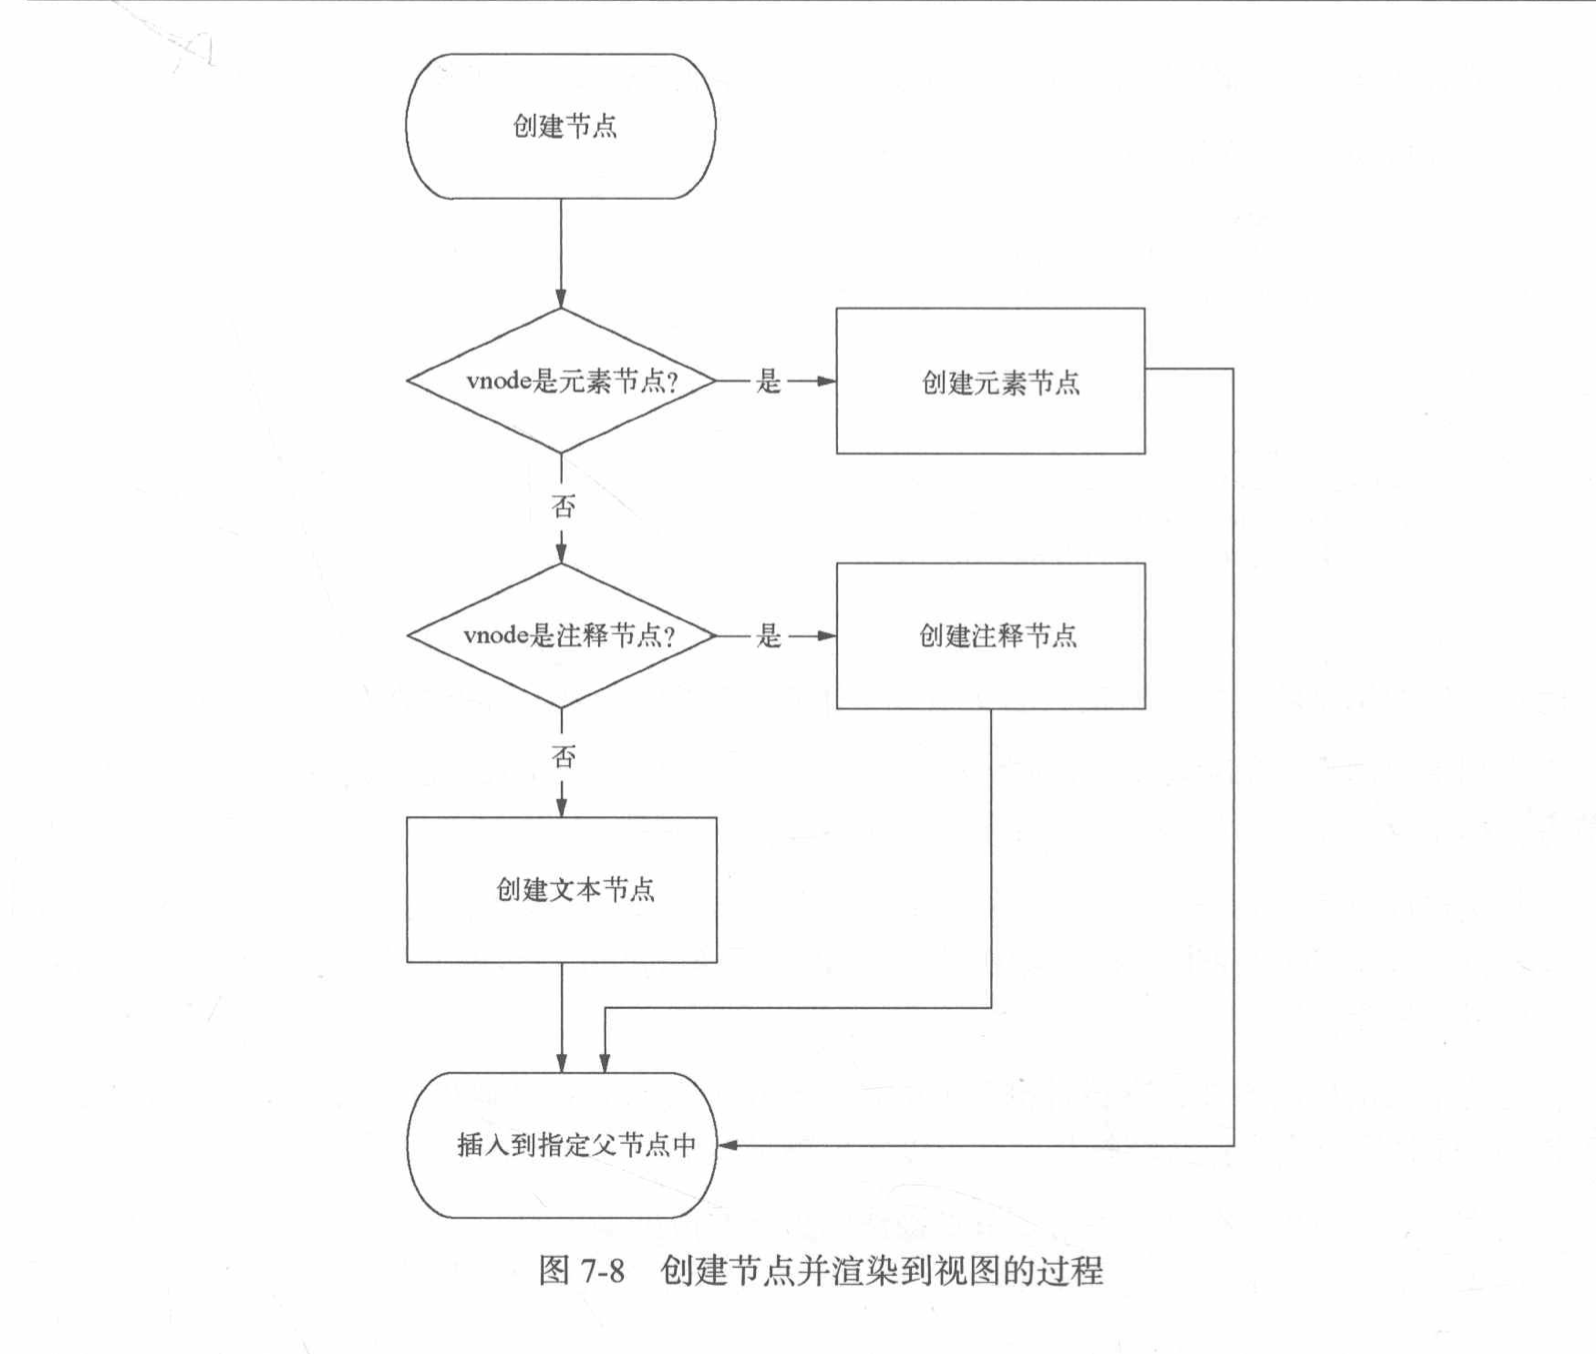 创建节点
vnode是元素节点?
是
创建元素节点
否
vnode是注释节点?
是
创建注释节点
否
创建文本节点
插入到指定父节点中
图 7-8 创建节点并渲染到视图的过程